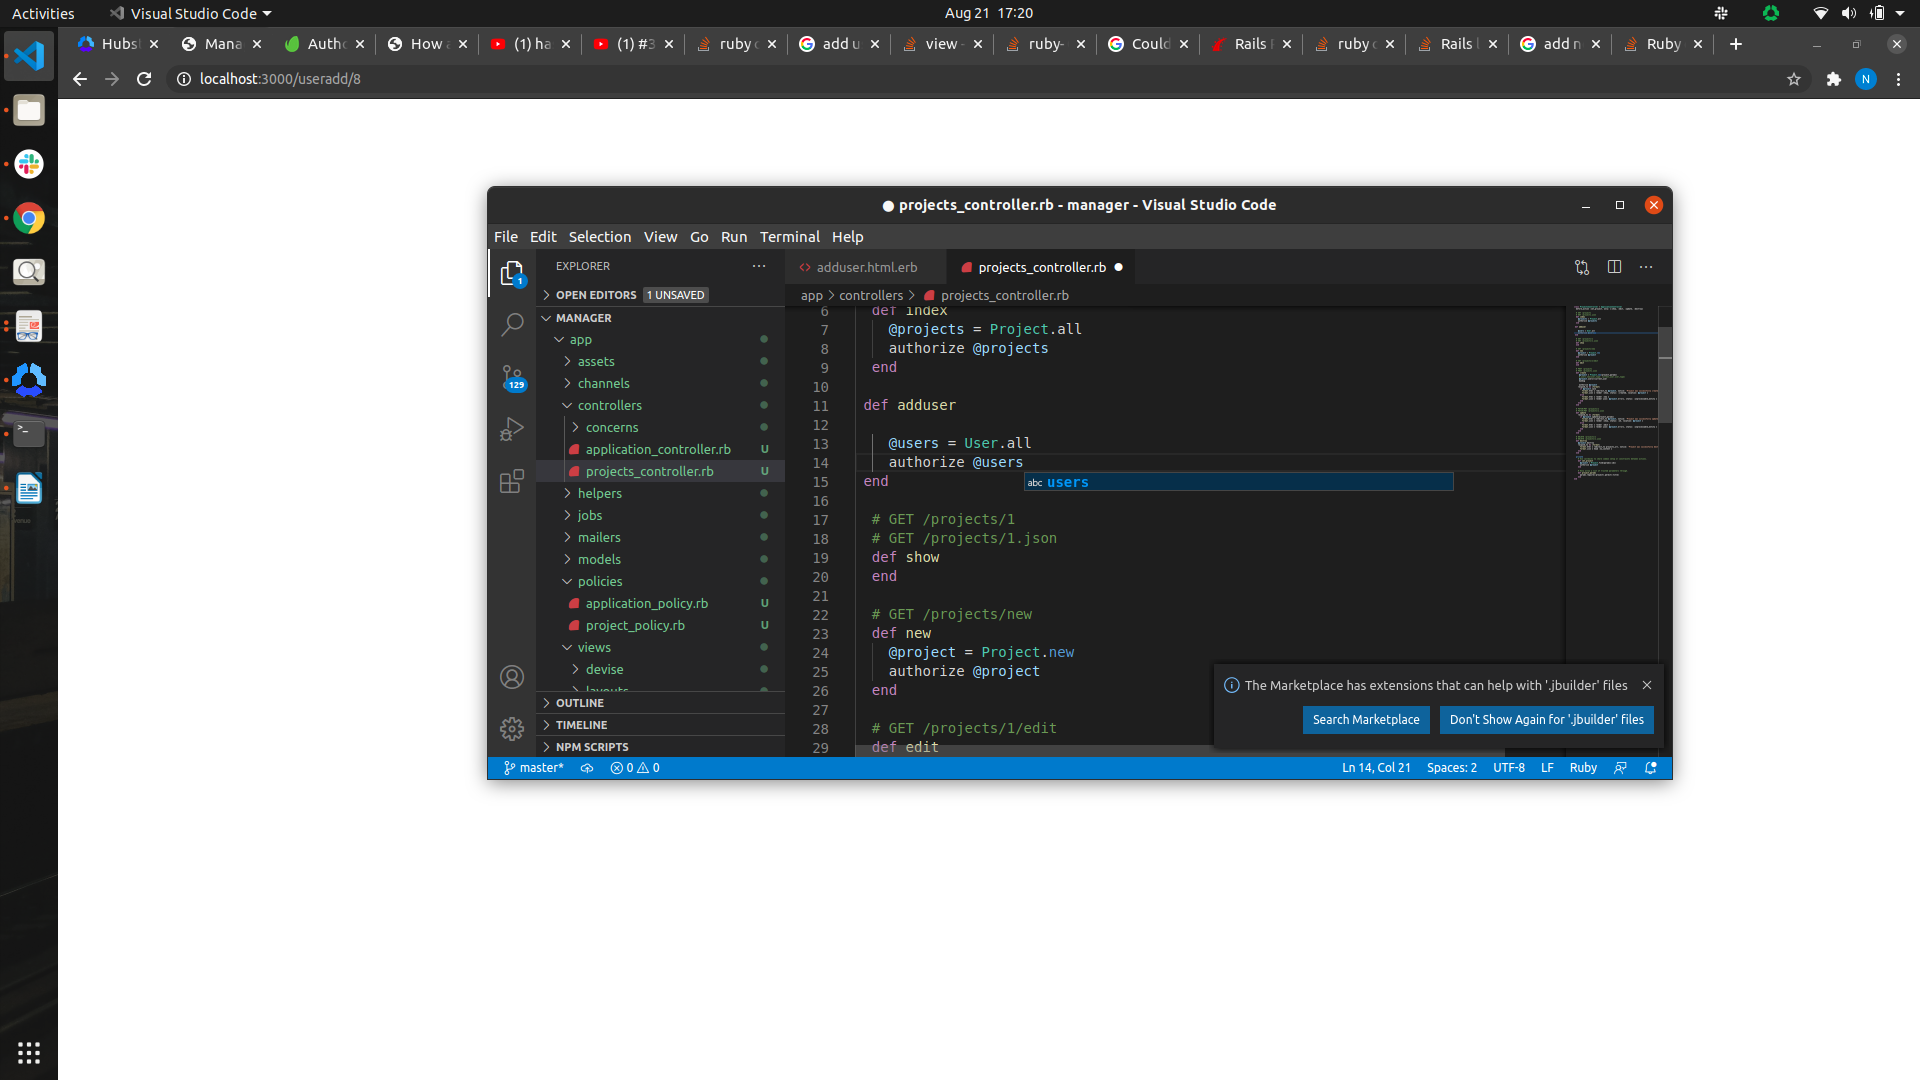 Activities
Visual Studio Code
Aug 21 17:20
Hubs
Mana
Autho
How a
(1) ha
(1) #3
ruby c
add u
view -
ruby-
Could
Rails F
ruby c
Rails l
add n
Ruby
localhost:3000/useradd/8
N
● projects_controller.rb - manager - Visual Studio Code
File Edit Selection View Go Run Terminal Help
EXPLORER
OPEN EDITORS 1 UNSAVED
MANAGER
app
assets
channels
controllers
concerns
application_controller.rb U
projects_controller.rb U
helpers
jobs
mailers
models
policies
application_policy.rb U
project_policy.rb U
views
devise
layouts
OUTLINE
TIMELINE
NPM SCRIPTS
1
129
adduser.html.erb
projects_controller.rb
app > controllers > projects_controller.rb
6 def index
7 @projects = Project.all
8 authorize @projects
9 end
10
11 def adduser
12
13 @users = User.all
14 authorize @users
15 end
abc users
16
17 # GET /projects/1
18 # GET /projects/1.json
19 def show
20 end
21
22 # GET /projects/new
23 def new
24 @project = Project.new
25 authorize @project
26 end
27
28 # GET /projects/1/edit
29 def edit
The Marketplace has extensions that can help with '.jbuilder' files
Search Marketplace
Don't Show Again for '.jbuilder' files
master*
0 0
Ln 14, Col 21
Spaces: 2
UTF-8
LF
Ruby